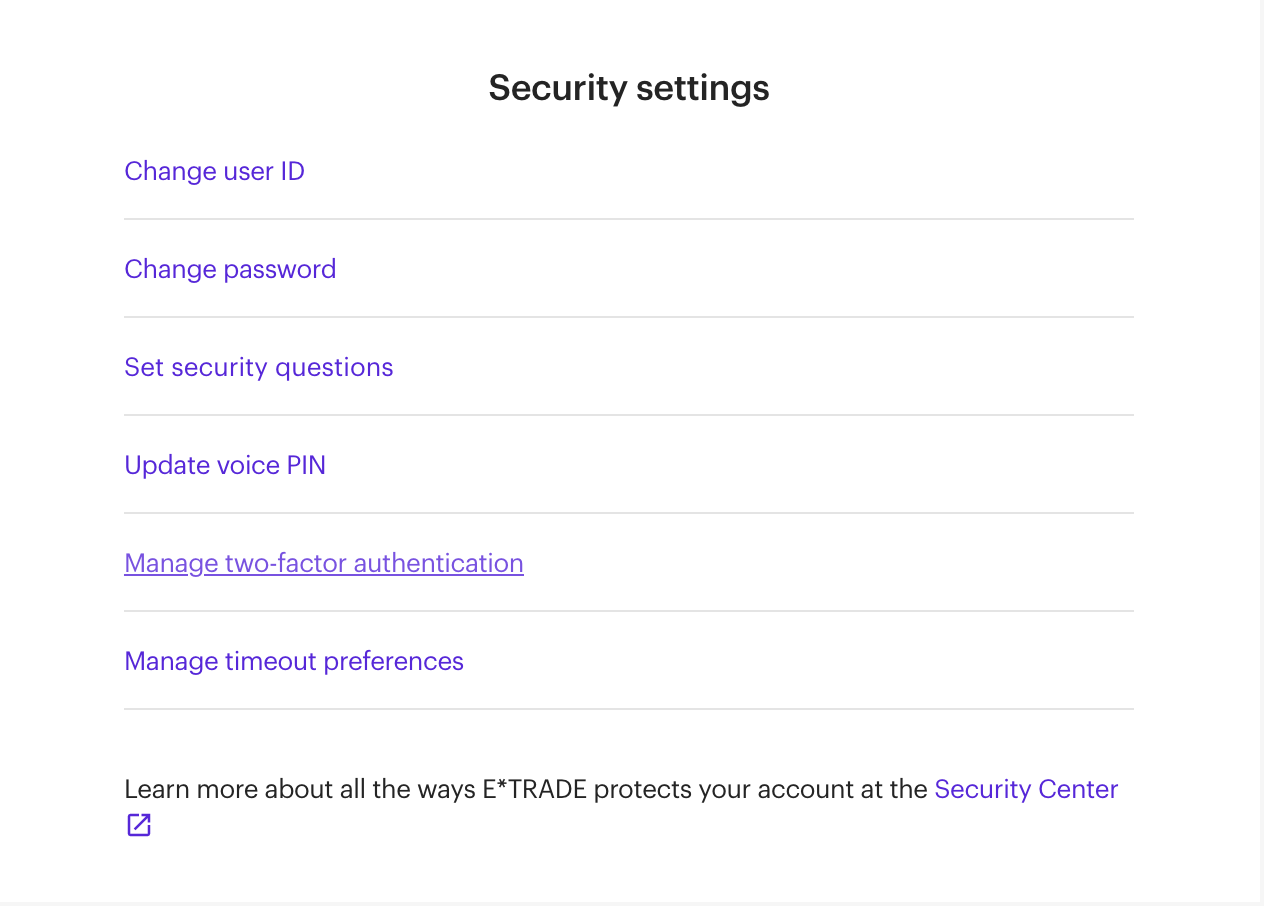 Security settings
Change user ID
Change password
Set security questions
Update voice PIN
Manage two-factor authentication
Manage timeout preferences
Learn more about all the ways E*TRADE protects your account at the Security Center